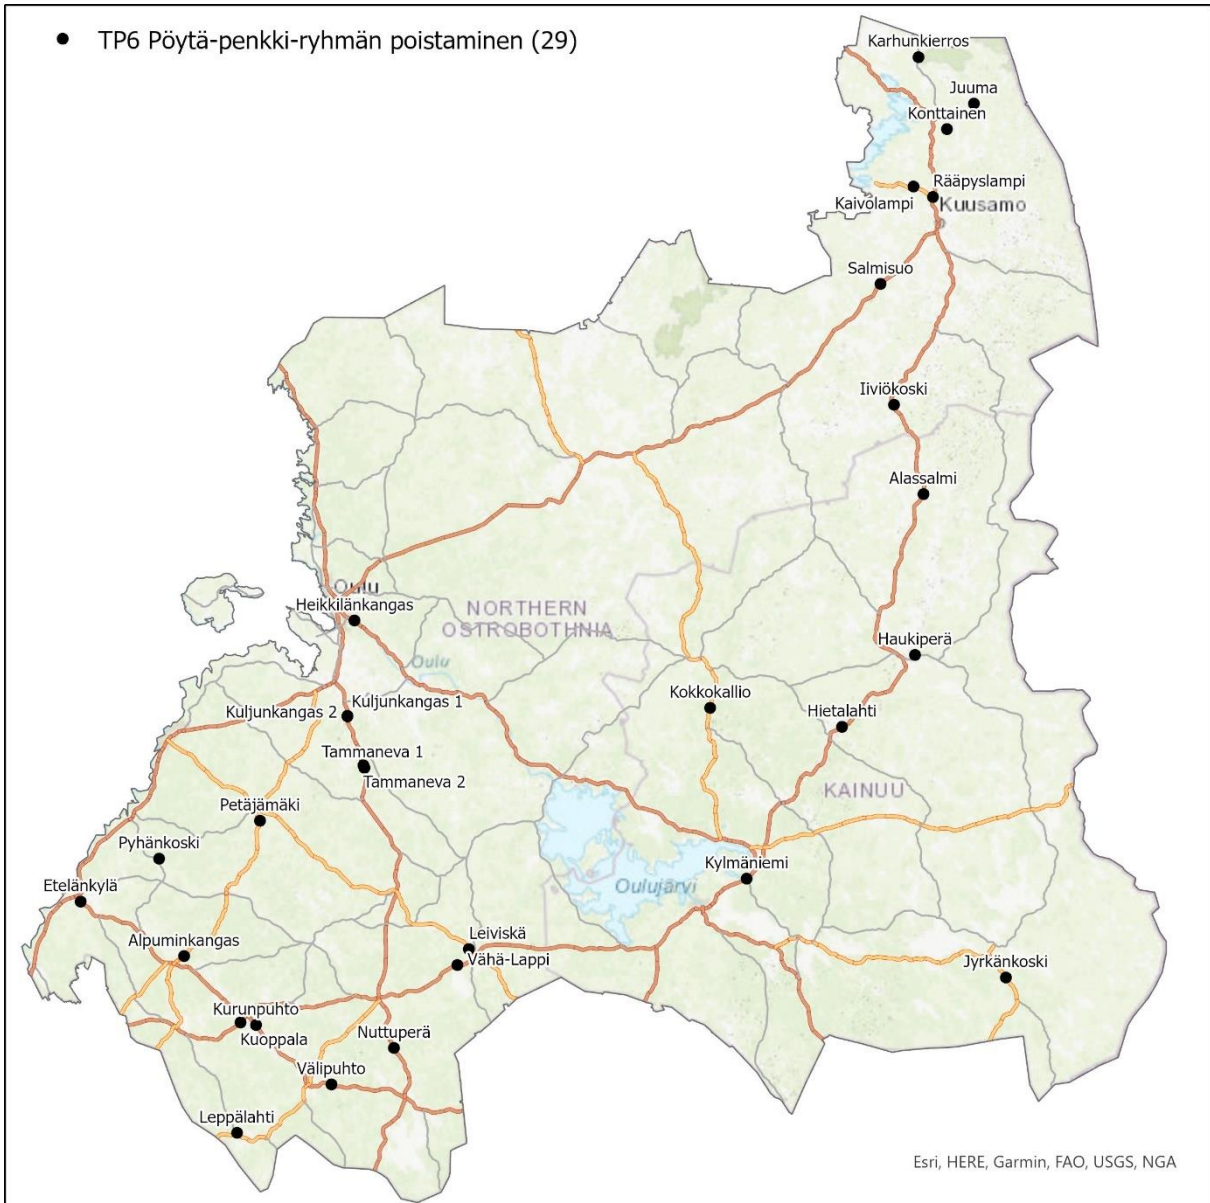 TP6 Pöytä-penkki-ryhmän poistaminen (29)
Karhunkierros
Juuma
Konttainen
Rääpyslampi
Kaivolampi
Kuusamo
Salmisuo
Iiviökoski
Alassalmi
Oulu
Heikkilänkangas
NORTHERN
OSTROBOTHNIA
Haukiperä
Oulu
Kokkokallio
Kuljunkangas 1
Kuljunkangas 2
Hietalahti
Tammaneva 1
Tammaneva 2
KAINUU
Petäjämäki
Pyhänkoski
Kylmäniemi
Oulujärvi
Etelänkylä
Alpuminkangas
Leiviskä
Vähä-Lappi
Jyrkänkoski
Kurunpuhto
Kuoppala
Nuttuperä
Välipuhto
Leppälahti
Esri, HERE, Garmin, FAO, USGS, NGA